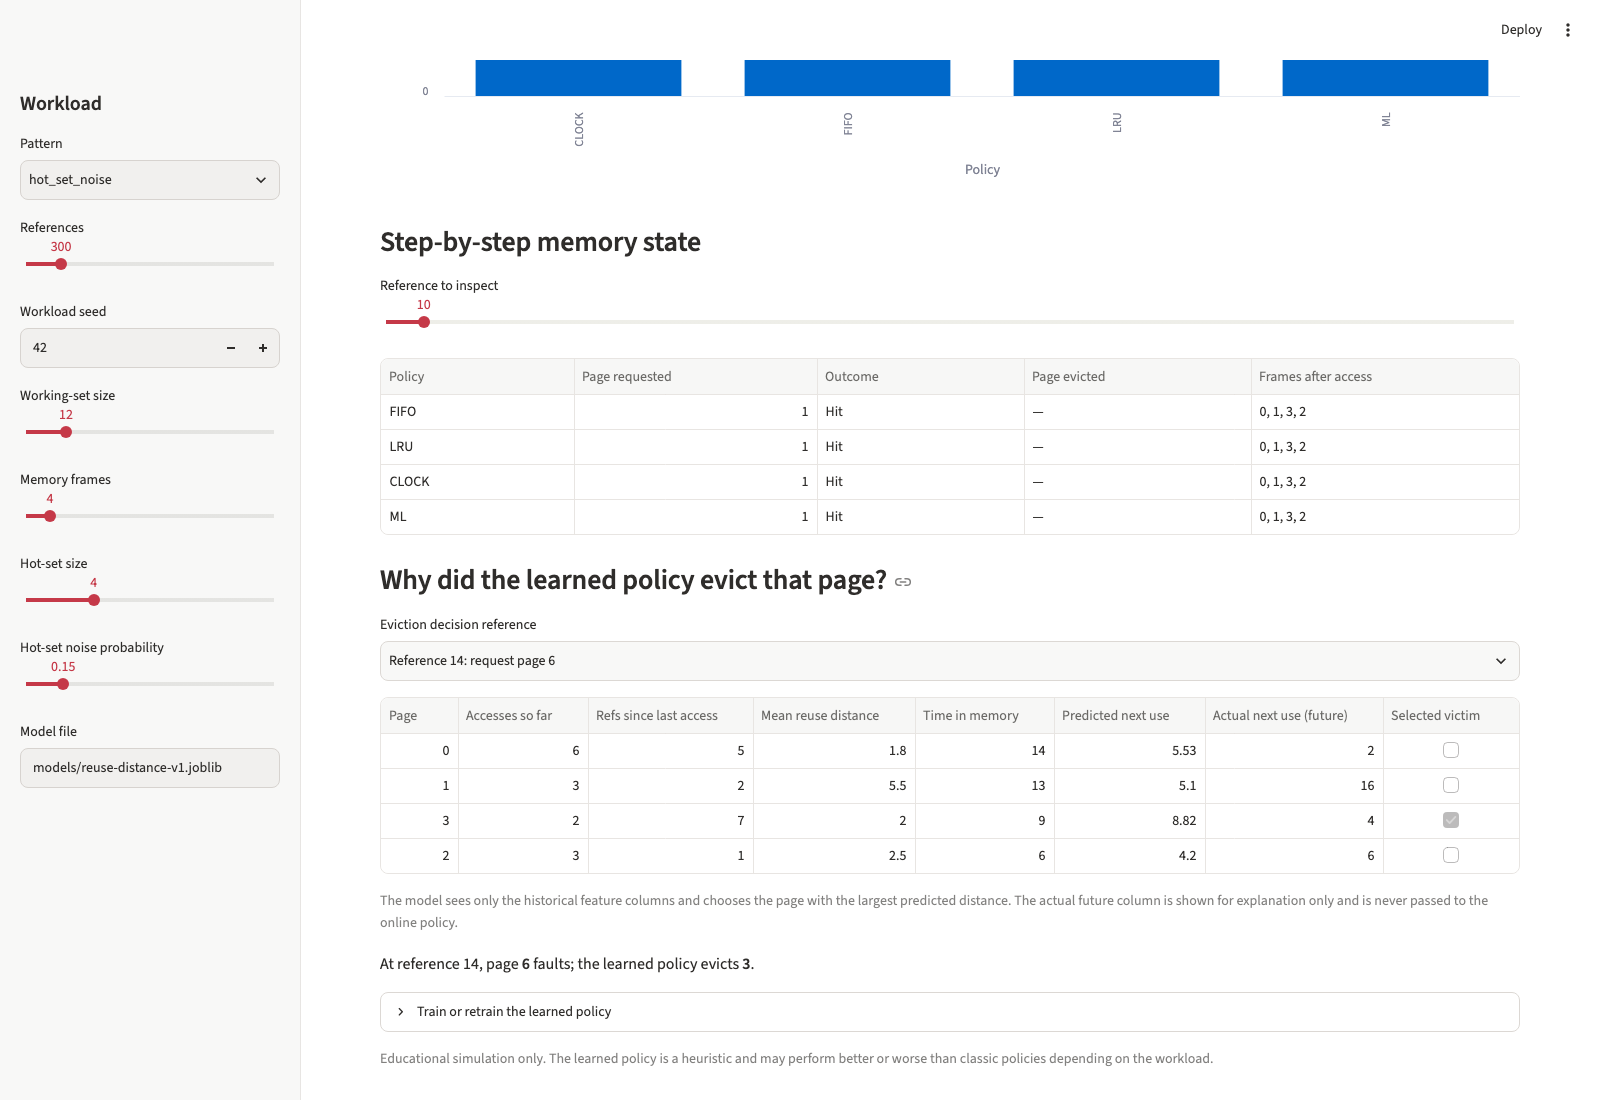 Deploy
Workload
Pattern
hot_set_noise
References
300
Workload seed
42
Working-set size
12
Memory frames
4
Hot-set size
4
Hot-set noise probability
0.15
Model file
models/reuse-distance-v1.joblib
0
CLOCK FIFO LRU ML
Policy
Step-by-step memory state
Reference to inspect
10
Policy Page requested Outcome Page evicted Frames after access
FIFO 1 Hit — 0, 1, 3, 2
LRU 1 Hit — 0, 1, 3, 2
CLOCK 1 Hit — 0, 1, 3, 2
ML 1 Hit — 0, 1, 3, 2
Why did the learned policy evict that page?
Eviction decision reference
Reference 14: request page 6
Page Accesses so far Refs since last access Mean reuse distance Time in memory Predicted next use Actual next use (future) Selected victim
0 6 5 1.8 14 5.53 2
1 3 2 5.5 13 5.1 16
3 2 7 2 9 8.82 4
2 3 1 2.5 6 4.2 6
The model sees only the historical feature columns and chooses the page with the largest predicted distance. The actual future column is shown for explanation only and is never passed to the
online policy.
At reference 14, page 6 faults; the learned policy evicts 3.
Train or retrain the learned policy
Educational simulation only. The learned policy is a heuristic and may perform better or worse than classic policies depending on the workload.